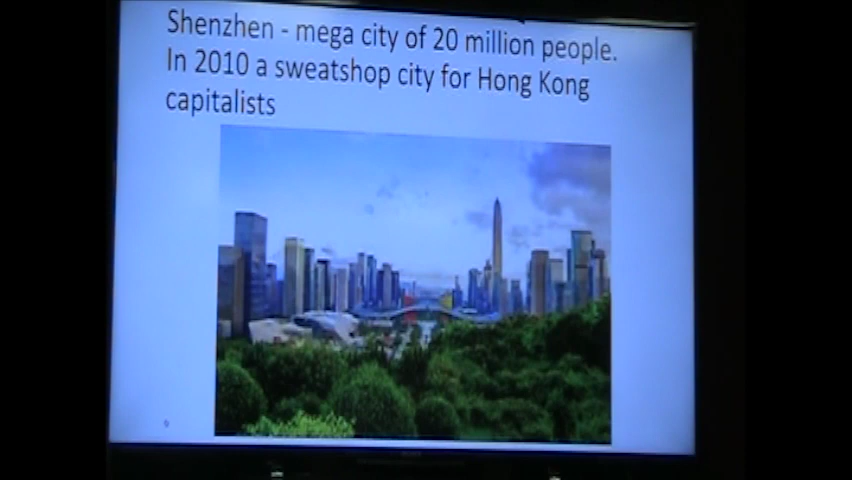 Shenzhen - mega city of 20 million people.
In 2010 a sweatshop city for Hong Kong
capitalists